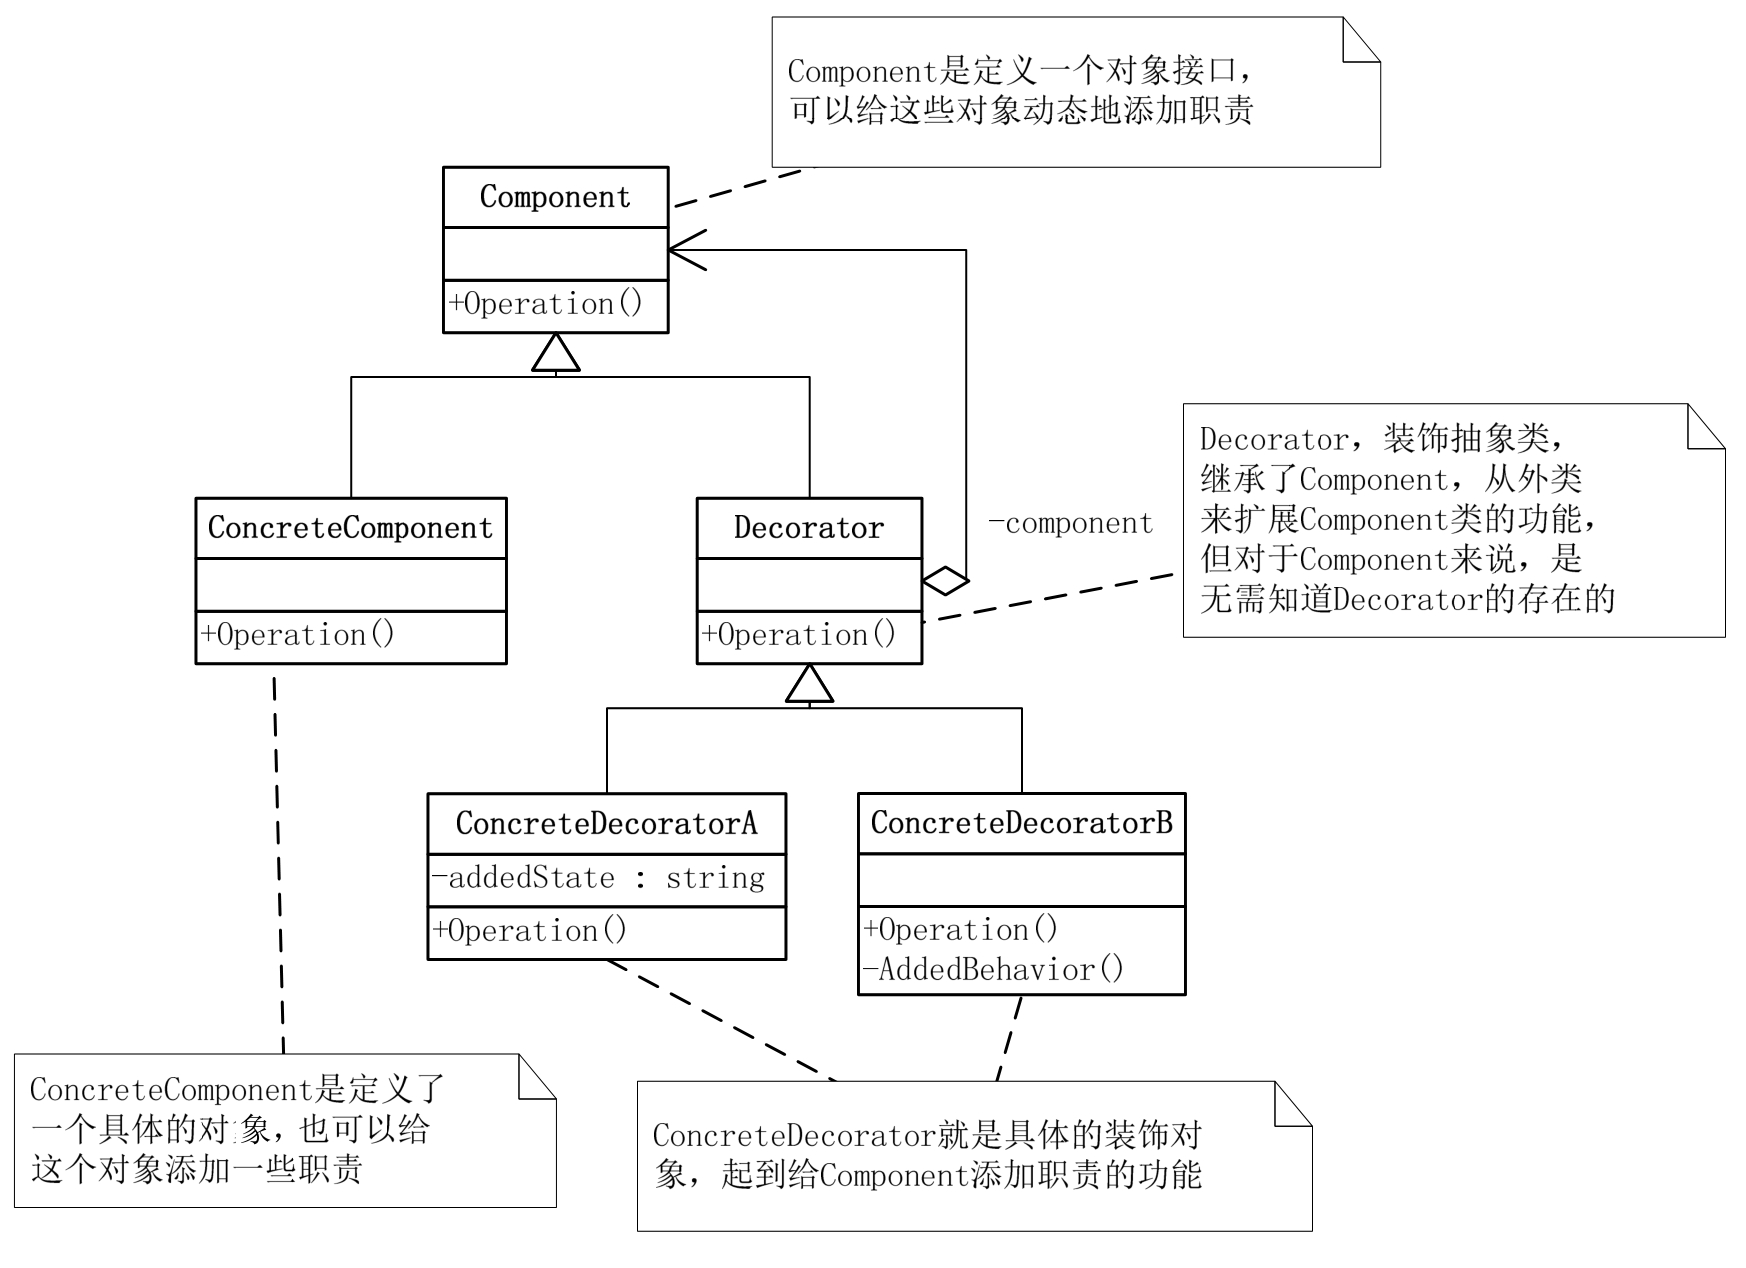 Component是定义一个对象接口，
可以给这些对象动态地添加职责
Component
+Operation()
Decorator，装饰抽象类，
继承了Component，从外类
来扩展Component类的功能，
但对于Component来说，是
无需知道Decorator的存在的
ConcreteComponent
+Operation()
Decorator
+Operation()
-component
ConcreteDecoratorA
-addedState : string
+Operation()
ConcreteDecoratorB
+Operation()
-AddedBehavior()
ConcreteComponent是定义了
一个具体的对象，也可以给
这个对象添加一些职责
ConcreteDecorator就是具体的装饰对
象，起到给Component添加职责的功能